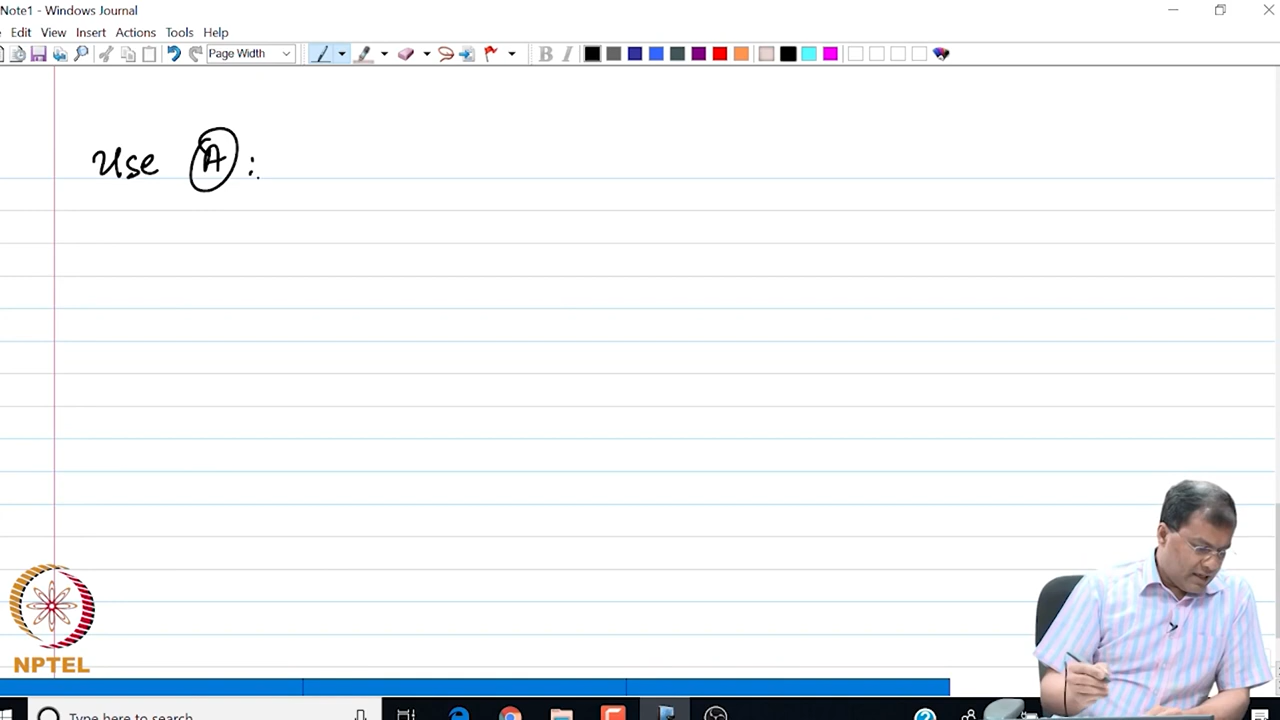 Note1 - Windows Journal
Edit View Insert Actions Tools Help
Page Width B I
Use A :
NPTEL
Type here to search